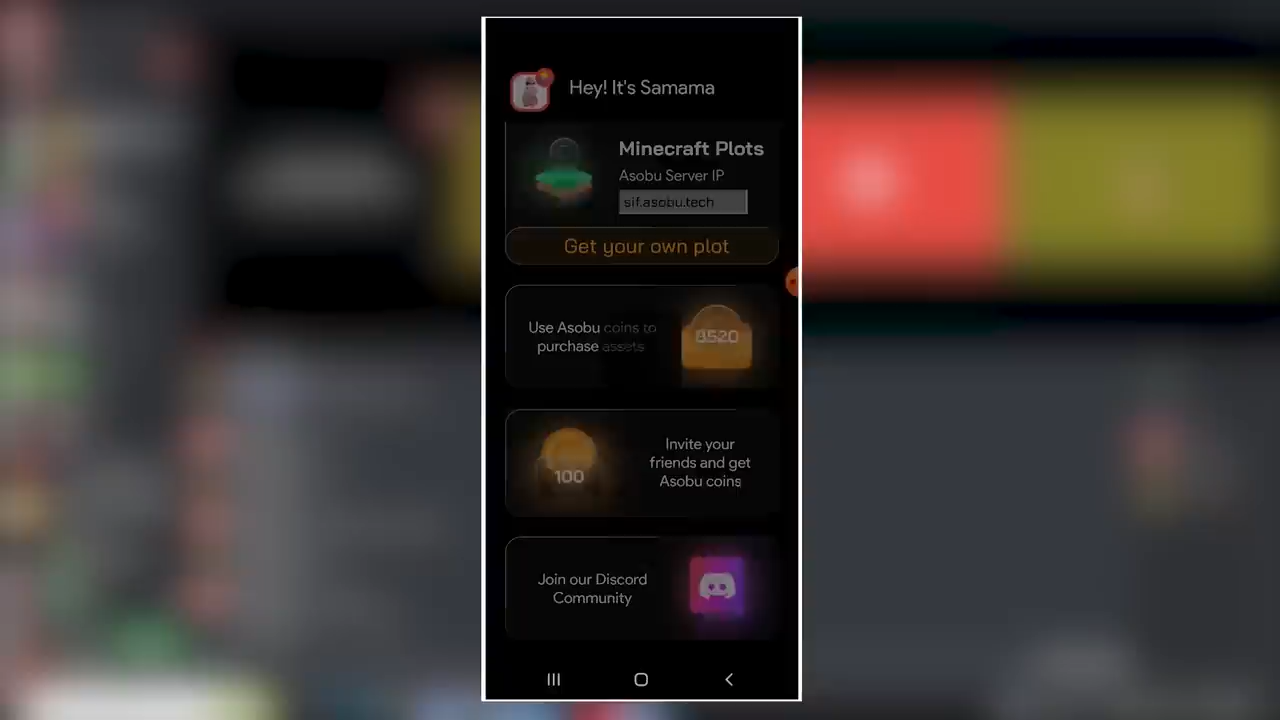 Hey! It's Samama
Minecraft Plots
Asobu Server IP
sif.asobu.tech
Get your own plot
Use Asobu coins to
purchase assets
8520
100
Invite your
friends and get
Asobu coins
Join our Discord
Community